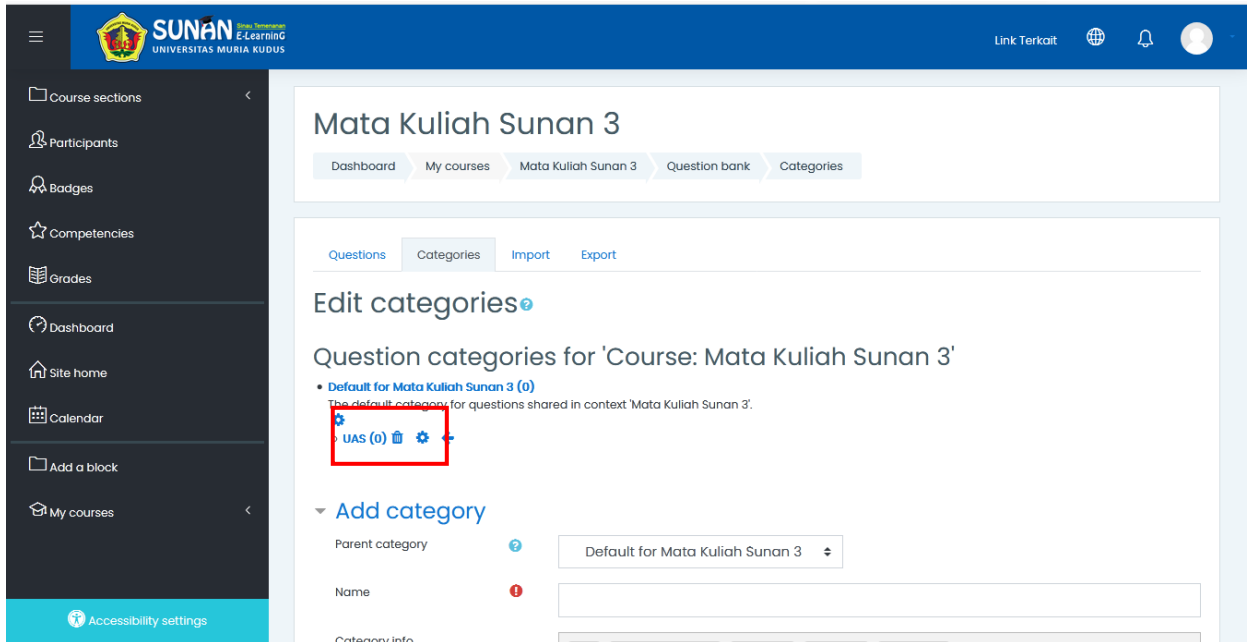 SUNAN Sinau Temenanan E-Learning
UNIVERSITAS MURIA KUDUS
Link Terkait
Course sections
Participants
Badges
Competencies
Grades
Dashboard
Site home
Calendar
Add a block
My courses
Accessibility settings
Mata Kuliah Sunan 3
Dashboard My courses Mata Kuliah Sunan 3 Question bank Categories
Questions Categories Import Export
Edit categories
Question categories for 'Course: Mata Kuliah Sunan 3'
Default for Mata Kuliah Sunan 3 (0)
The default category for questions shared in context 'Mata Kuliah Sunan 3'.
UAS (0)
Add category
Parent category
Default for Mata Kuliah Sunan 3
Name
Category info